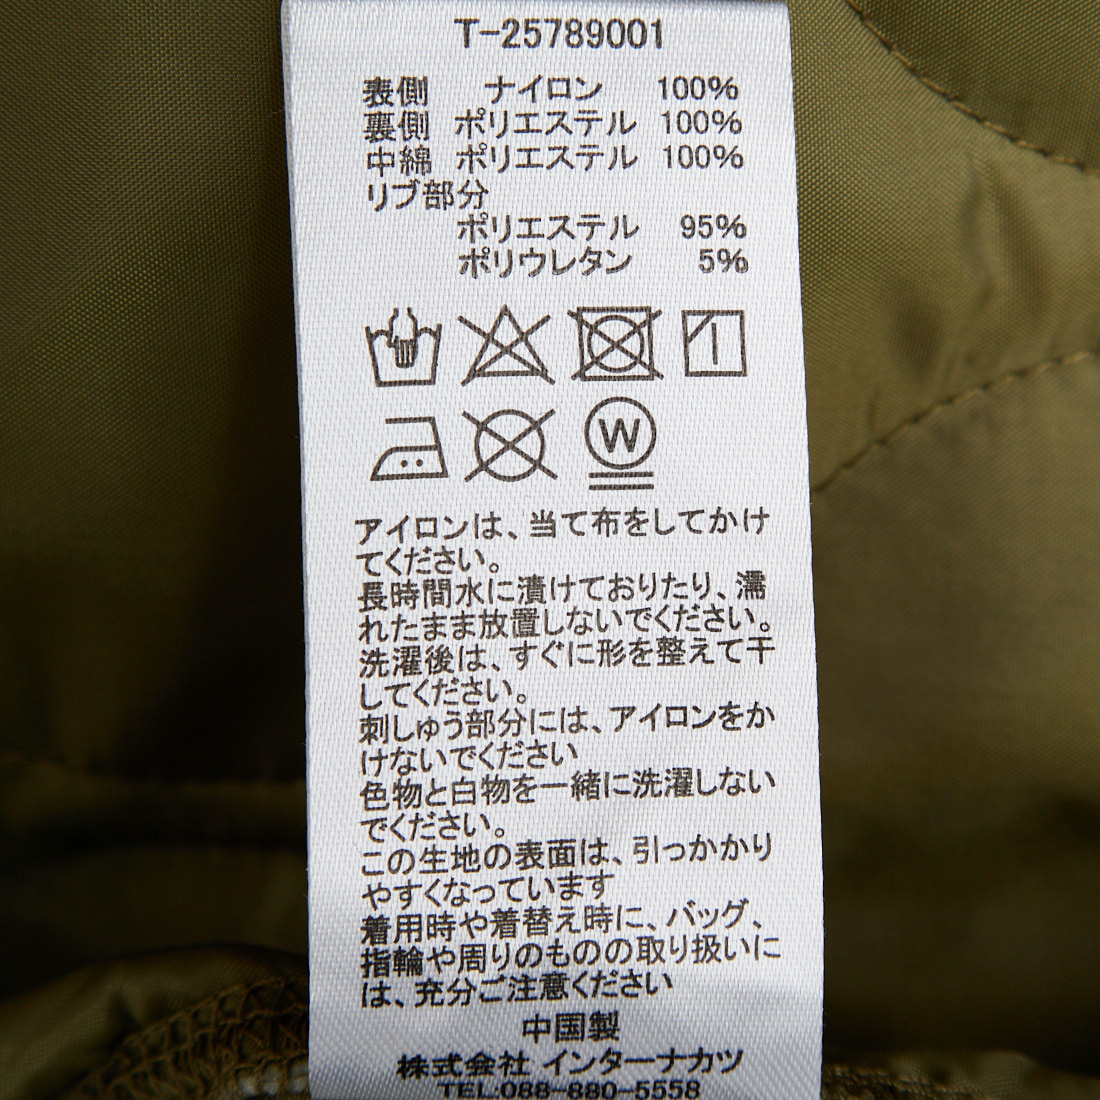 T-25789001
表側 ナイロン 100%
裏側 ポリエステル 100%
中綿 ポリエステル 100%
リブ部分
ポリエステル 95%
ポリウレタン 5%
W
アイロンは、当て布をしてかけ
てください。
長時間水に漬けておりたり、濡
れたまま放置しないでください。
洗濯後は、すぐに形を整えて干
してください。
刺しゅう部分には、アイロンをか
けないでください
色物と白物を一緒に洗濯しない
でください。
この生地の表面は、引っかかり
やすくなっています
着用時や着替え時に、バッグ、
指輪や周りのものの取り扱いに
は、充分ご注意ください
中国製
株式会社 インターナカツ
TEL:088-880-5558